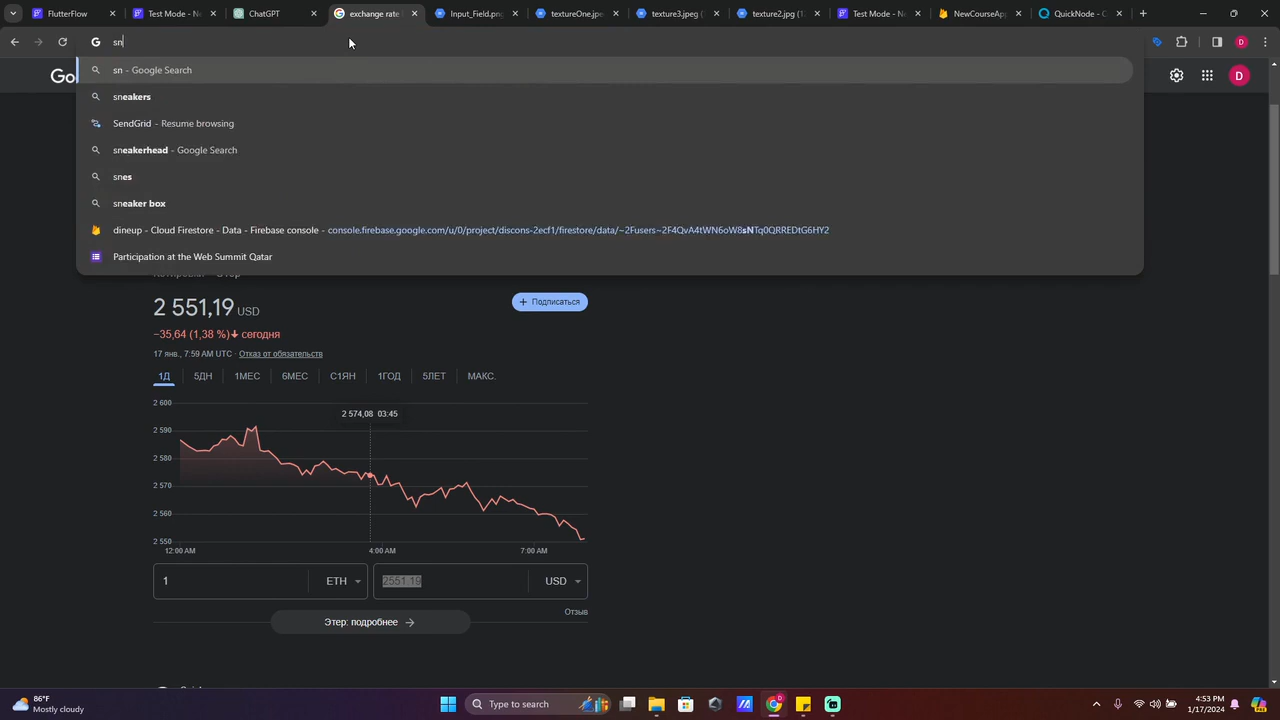 FlutterFlow
Test Mode -
ChatGPT
exchange rate
Input_Field.png
textureOne.jpe
texture3.jpeg (
texture2.jpg (1
Test Mode - N
NewCourseApp
QuickNode - C
sn
Go
D
sn - Google Search
sneakers
SendGrid - Resume browsing
sneakerhead - Google Search
snes
sneaker box
dineup - Cloud Firestore - Data - Firebase console - console.firebase.google.com/u/0/project/discons-2ecf1/firestore/data/~2Fusers~2F4QvA4tWN6oW8sNTq0QRREDtG6HY2
Participation at the Web Summit Qatar
2 551,19 USD
+ Подписаться
−35,64 (1,38 %) сегодня
17 янв., 7:59 AM UTC · Отказ от обязательств
1Д 5ДН 1МЕС 6МЕС С1ЯН 1ГОД 5ЛЕТ МАКС.
2 600
2 574,08 03:45
2 590
2 580
2 570
2 560
2 550
12:00 AM 4:00 AM 7:00 AM
1 ETH
2551.19 USD
Отзыв
Этер: подробнее
86°F
Mostly cloudy
Type to search
4:53 PM
1/17/2024